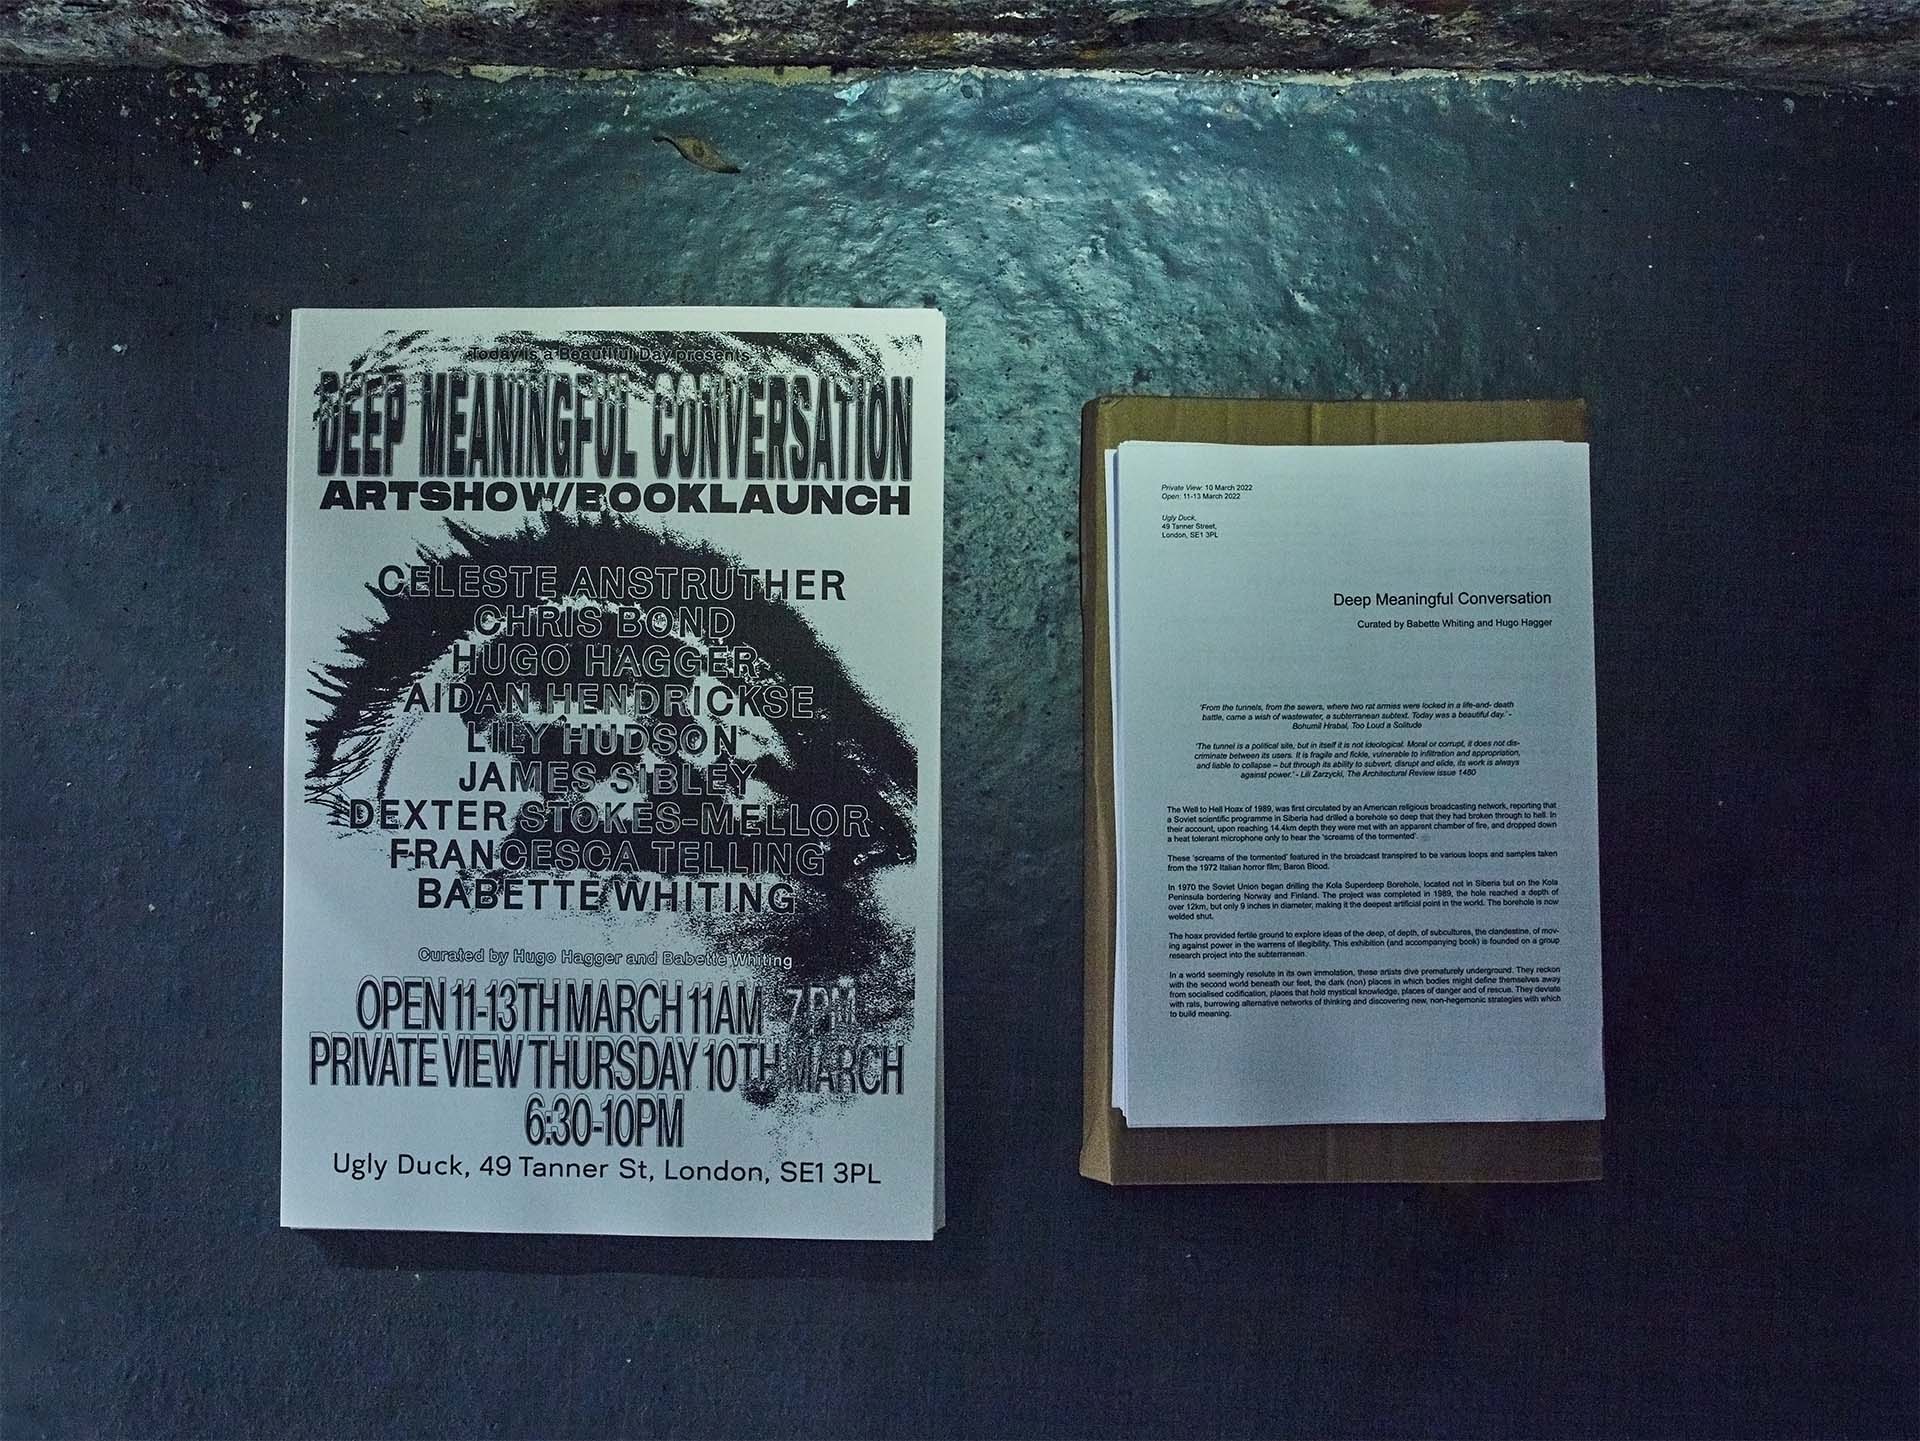 Today is a Beautiful Day presents
DEEP MEANINGFUL CONVERSATION
ARTSHOW/BOOKLAUNCH
CELESTE ANSTRUTHER
CHRIS BOND
HUGO HAGGER
AIDAN HENDRICKSE
LILY HUDSON
JAMES SIBLEY
DEXTER STOKES-MELLOR
FRANCESCA TELLING
BABETTE WHITING
Curated by Hugo Hagger and Babette Whiting
OPEN 11-13TH MARCH 11AM 7PM
PRIVATE VIEW THURSDAY 10TH MARCH
6:30-10PM
Ugly Duck, 49 Tanner St, London, SE1 3PL
Private View: 10 March 2022
Open: 11-13 March 2022
Ugly Duck,
49 Tanner Street,
London, SE1 3PL
Deep Meaningful Conversation
Curated by Babette Whiting and Hugo Hagger
'From the tunnels, from the sewers, where two rat armies were locked in a life-and- death
battle, came a wish of wastewater, a subterranean subtext. Today was a beautiful day.' -
Bohumil Hrabal, Too Loud a Solitude
'The tunnel is a political site, but in itself it is not ideological. Moral or corrupt, it does not dis-
criminate between its users. It is fragile and fickle, vulnerable to infiltration and appropriation,
and liable to collapse – but through its ability to subvert, disrupt and elide, its work is always
against power.' - Lili Zarzycki, The Architectural Review issue 1480
The Well to Hell Hoax of 1989, was first circulated by an American religious broadcasting network, reporting that
a Soviet scientific programme in Siberia had drilled a borehole so deep that they had broken through to hell. In
their account, upon reaching 14.4km depth they were met with an apparent chamber of fire, and dropped down
a heat tolerant microphone only to hear the 'screams of the tormented'.
These 'screams of the tormented' featured in the broadcast transpired to be various loops and samples taken
from the 1972 Italian horror film; Baron Blood.
In 1970 the Soviet Union began drilling the Kola Superdeep Borehole, located not in Siberia but on the Kola
Peninsula bordering Norway and Finland. The project was completed in 1989, the hole reached a depth of
over 12km, but only 9 inches in diameter, making it the deepest artificial point in the world. The borehole is now
welded shut.
The hoax provided fertile ground to explore ideas of the deep, of depth, of subcultures, the clandestine, of mov-
ing against power in the warrens of illegibility. This exhibition (and accompanying book) is founded on a group
research project into the subterranean.
In a world seemingly resolute in its own immolation, these artists dive prematurely underground. They reckon
with the second world beneath our feet, the dark (non) places in which bodies might define themselves away
from socialised codification, places that hold mystical knowledge, places of danger and of rescue. They deviate
with rats, burrowing alternative networks of thinking and discovering new, non-hegemonic strategies with which
to build meaning.